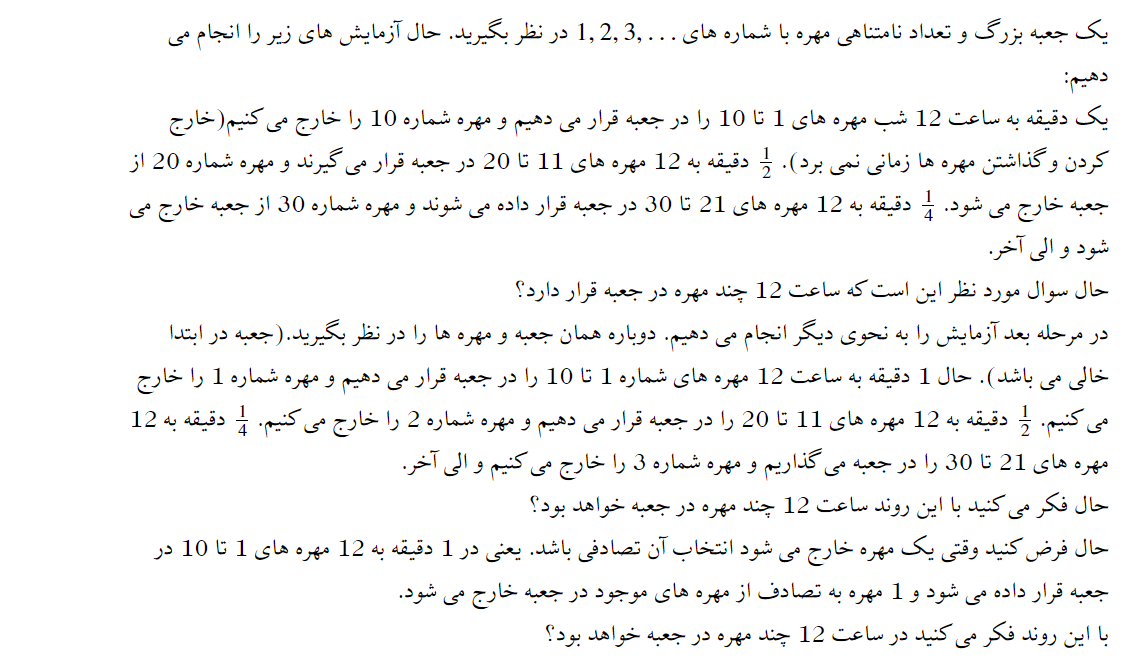 یک جعبه بزرگ و تعداد نامتناهی مهره با شماره های 1, 2, 3, . . . در نظر بگیرید. حال آزمایش های زیر را انجام می
دهیم:
یک دقیقه به ساعت 12 شب مهره های 1 تا 10 را در جعبه قرار می دهیم و مهره شماره 10 را خارج می کنیم(خارج
کردن و گذاشتن مهره ها زمانی نمی برد). 1/2 دقیقه به 12 مهره های 11 تا 20 در جعبه قرار می گیرند و مهره شماره 20 از
جعبه خارج می شود. 1/4 دقیقه به 12 مهره های 21 تا 30 در جعبه قرار داده می شوند و مهره شماره 30 از جعبه خارج می
شود و الی آخر.
حال سوال مورد نظر این است که ساعت 12 چند مهره در جعبه قرار دارد؟
در مرحله بعد آزمایش را به نحوی دیگر انجام می دهیم. دوباره همان جعبه و مهره ها را در نظر بگیرید.(جعبه در ابتدا
خالی می باشد). حال 1 دقیقه به ساعت 12 مهره های شماره 1 تا 10 را در جعبه قرار می دهیم و مهره شماره 1 را خارج
می کنیم. 1/2 دقیقه به 12 مهره های 11 تا 20 را در جعبه قرار می دهیم و مهره شماره 2 را خارج می کنیم. 1/4 دقیقه به 12
مهره های 21 تا 30 را در جعبه می گذاریم و مهره شماره 3 را خارج می کنیم و الی آخر.
حال فکر می کنید با این روند ساعت 12 چند مهره در جعبه خواهد بود؟
حال فرض کنید وقتی یک مهره خارج می شود انتخاب آن تصادفی باشد. یعنی در 1 دقیقه به 12 مهره های 1 تا 10 در
جعبه قرار داده می شود و 1 مهره به تصادف از مهره های موجود در جعبه خارج می شود.
با این روند فکر می کنید در ساعت 12 چند مهره در جعبه خواهد بود؟